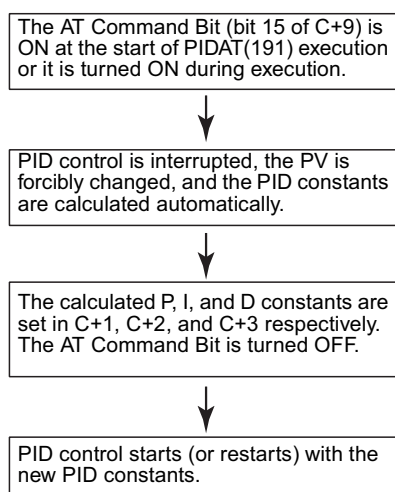 The AT Command Bit (bit 15 of C+9) is
ON at the start of PIDAT(191) execution
or it is turned ON during execution.
PID control is interrupted, the PV is
forcibly changed, and the PID constants
are calculated automatically.
The calculated P, I, and D constants are
set in C+1, C+2, and C+3 respectively.
The AT Command Bit is turned OFF.
PID control starts (or restarts) with the
new PID constants.